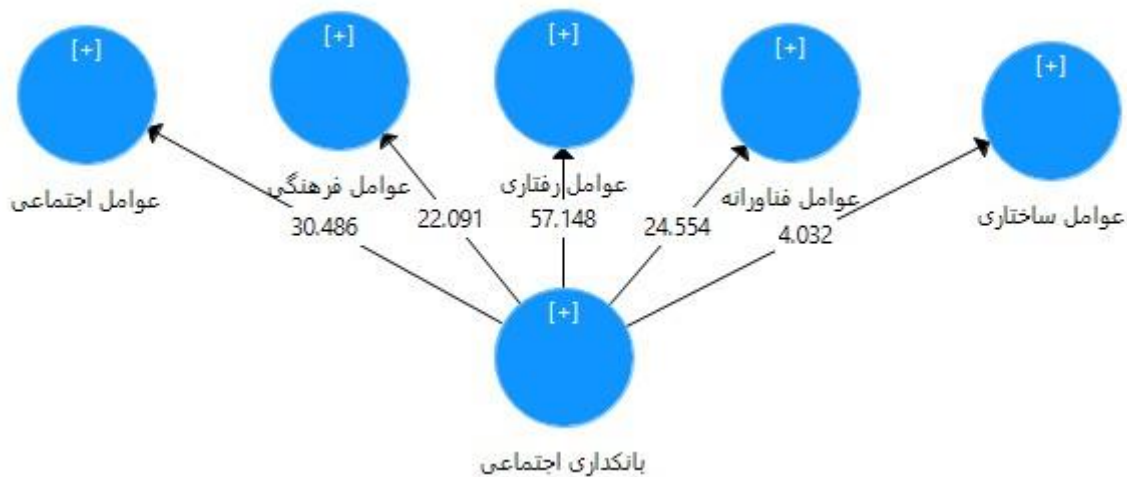 [+]
[+]
[+]
[+]
[+]
عوامل اجتماعی
عوامل فرهنگی
عوامل رفتاری
عوامل فناورانه
عوامل ساختاری
30.486
22.091
57.148
24.554
4.032
[+]
بانکداری اجتماعی